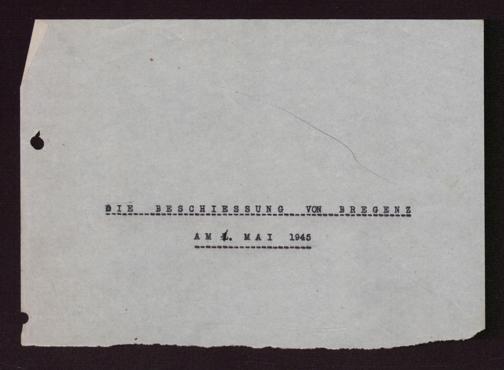 DIE BESCHIESSUNG VON BREGENZ
AM 1. MAI 1945